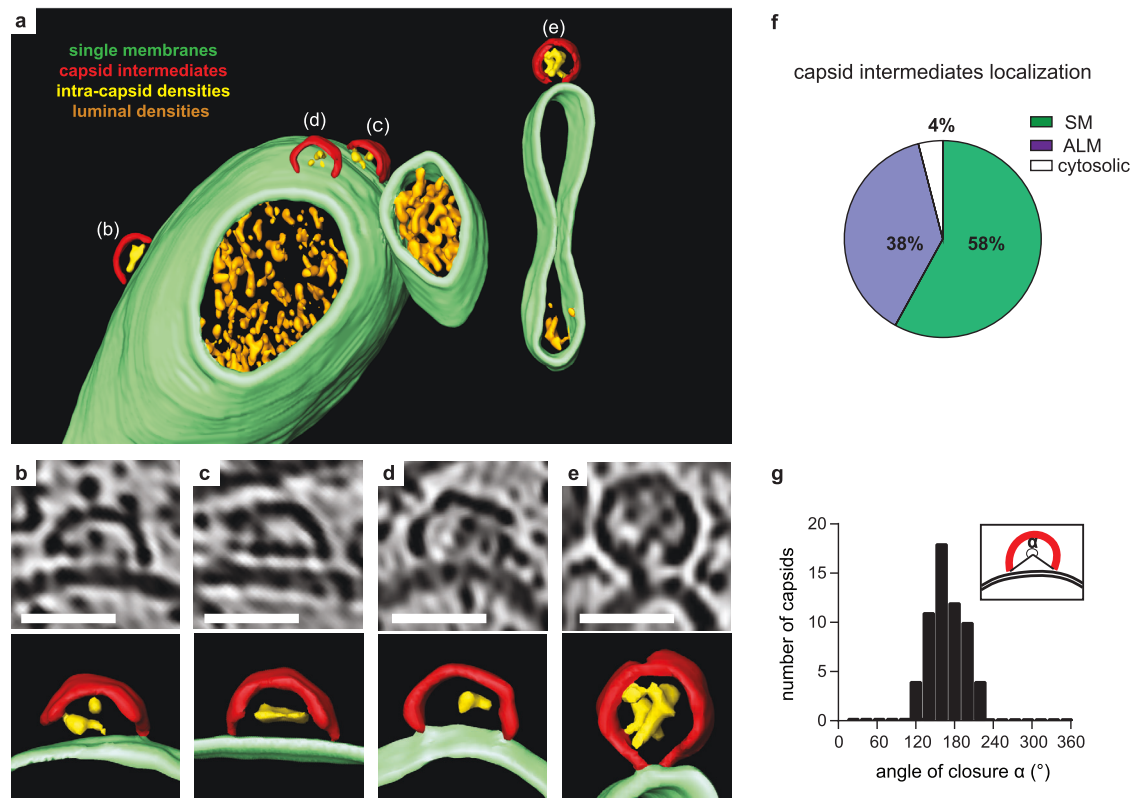 a
single membranes
capsid intermediates
intra-capsid densities
luminal densities
(b)
(d)
(c)
(e)
b
c
d
e
f
capsid intermediates localization
4%
38%
58%
SM
ALM
cytosolic
g
number of capsids
20
15
10
5
0
0 60 120 180 240 300 360
angle of closure α (°)
α